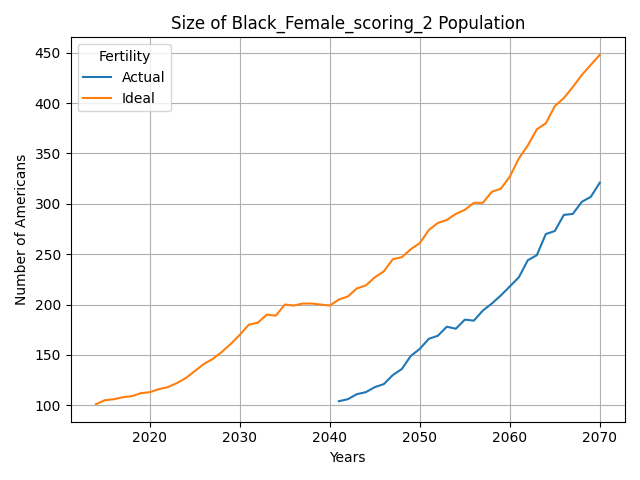 Size of Black_Female_scoring_2 Population
Fertility
Actual
Ideal
Number of Americans
450
400
350
300
250
200
150
100
2020 2030 2040 2050 2060 2070
Years